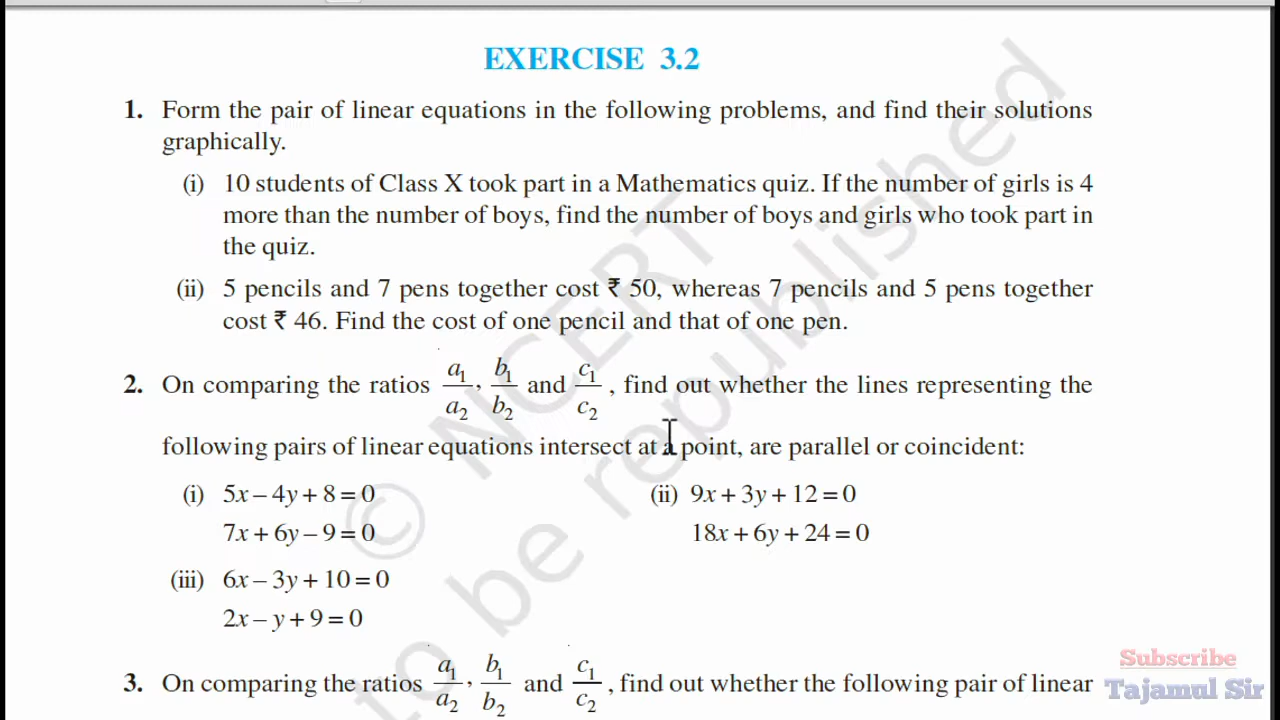 EXERCISE 3.2
1. Form the pair of linear equations in the following problems, and find their solutions
graphically.
(i) 10 students of Class X took part in a Mathematics quiz. If the number of girls is 4
more than the number of boys, find the number of boys and girls who took part in
the quiz.
(ii) 5 pencils and 7 pens together cost ₹ 50, whereas 7 pencils and 5 pens together
cost ₹ 46. Find the cost of one pencil and that of one pen.
2. On comparing the ratios a₁/a₂, b₁/b₂ and c₁/c₂, find out whether the lines representing the
following pairs of linear equations intersect at a point, are parallel or coincident:
(i) 5x – 4y + 8 = 0 (ii) 9x + 3y + 12 = 0
7x + 6y – 9 = 0 18x + 6y + 24 = 0
(iii) 6x – 3y + 10 = 0
2x – y + 9 = 0
3. On comparing the ratios a₁/a₂, b₁/b₂ and c₁/c₂, find out whether the following pair of linear
© NCERT
to be republished
Subscribe
Tajamul Sir